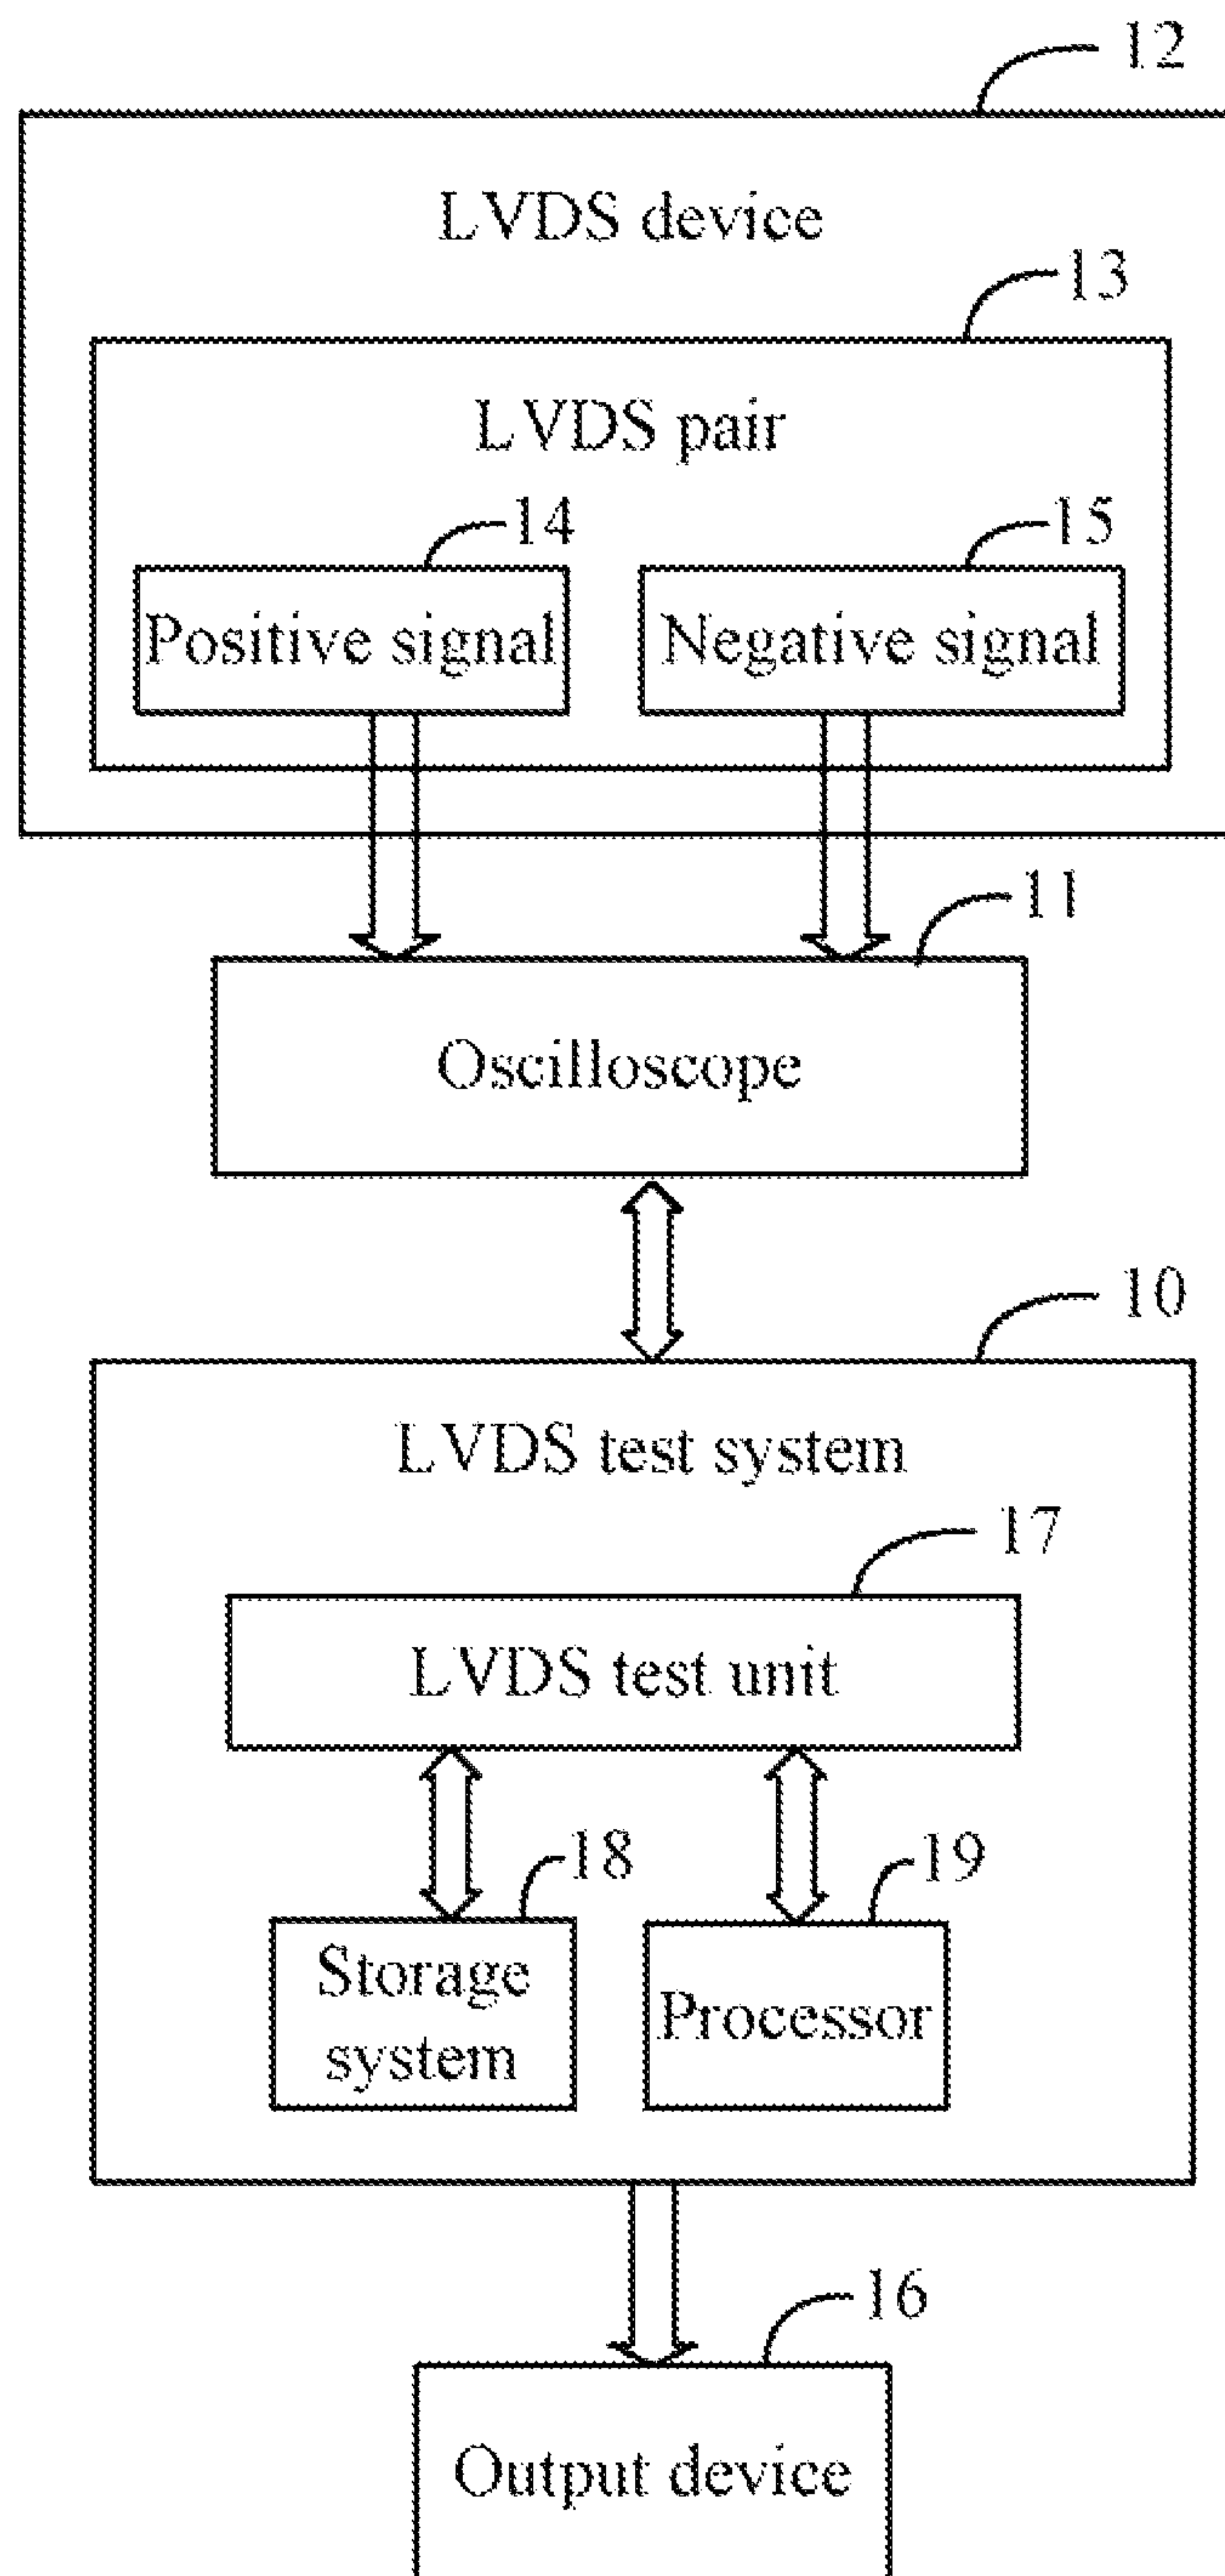 12
LVDS device
13
LVDS pair
14
15
Positive signal
Negative signal
11
Oscilloscope
10
LVDS test system
17
LVDS test unit
18
19
Storage
system
Processor
16
Output device